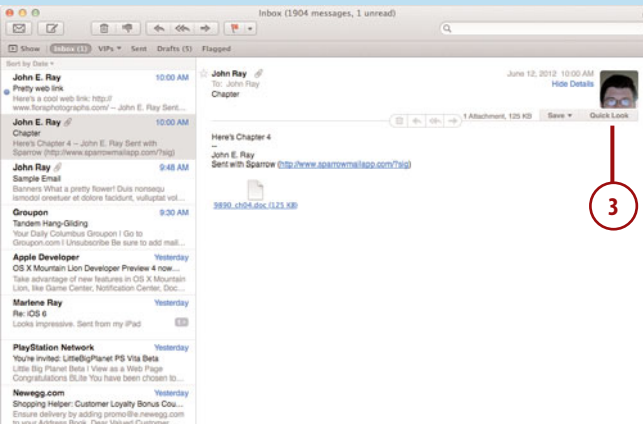 Inbox (1904 messages, 1 unread)
Show Inbox (1) VIPs Sent Drafts (5) Flagged
Sort by Date
John E. Ray 10:00 AM
Pretty web link
Here's a cool web link: http://
www.fionsphotographs.com/ – John E. Ray Sent...
John E. Ray 10:00 AM
Chapter
Here's Chapter 4 – John E. Ray Sent with
Sparrow (http://www.sparrowmailapp.com/?sig)
John Ray 9:48 AM
Sample Email
Banners What a pretty flower! Duis nonsequ
ismodol oreetuer et dolore facidunt, vulluptat vol...
Groupon 9:30 AM
Tandem Hang-Gliding
Your Daily Columbus Groupon I Go to
Groupon.com I Unsubscribe Be sure to add mail...
Apple Developer Yesterday
OS X Mountain Lion Developer Preview 4 now...
Take advantage of new features in OS X Mountain
Lion, like Game Center, Notification Center, Doc...
Marlene Ray Yesterday
Re: iOS 6
Looks impressive. Sent from my iPad
PlayStation Network Yesterday
You're invited: LittleBigPlanet PS Vita Beta
Little Big Planet Beta I View as a Web Page
Congratulations BLite You have been chosen to...
Newegg.com Yesterday
Shopping Helper: Customer Loyalty Bonus Cou...
Ensure delivery by adding promo@e.newegg.com
to your Address Book. Dear Valued Customer
John Ray June 12, 2012 10:00 AM
To: John Ray Hide Details
Chapter
1 Attachment, 125 KB Save Quick Look
Here's Chapter 4
--
John E. Ray
Sent with Sparrow (http://www.sparrowmailapp.com/?sig)
9890_ch04.doc (125 KB)
3